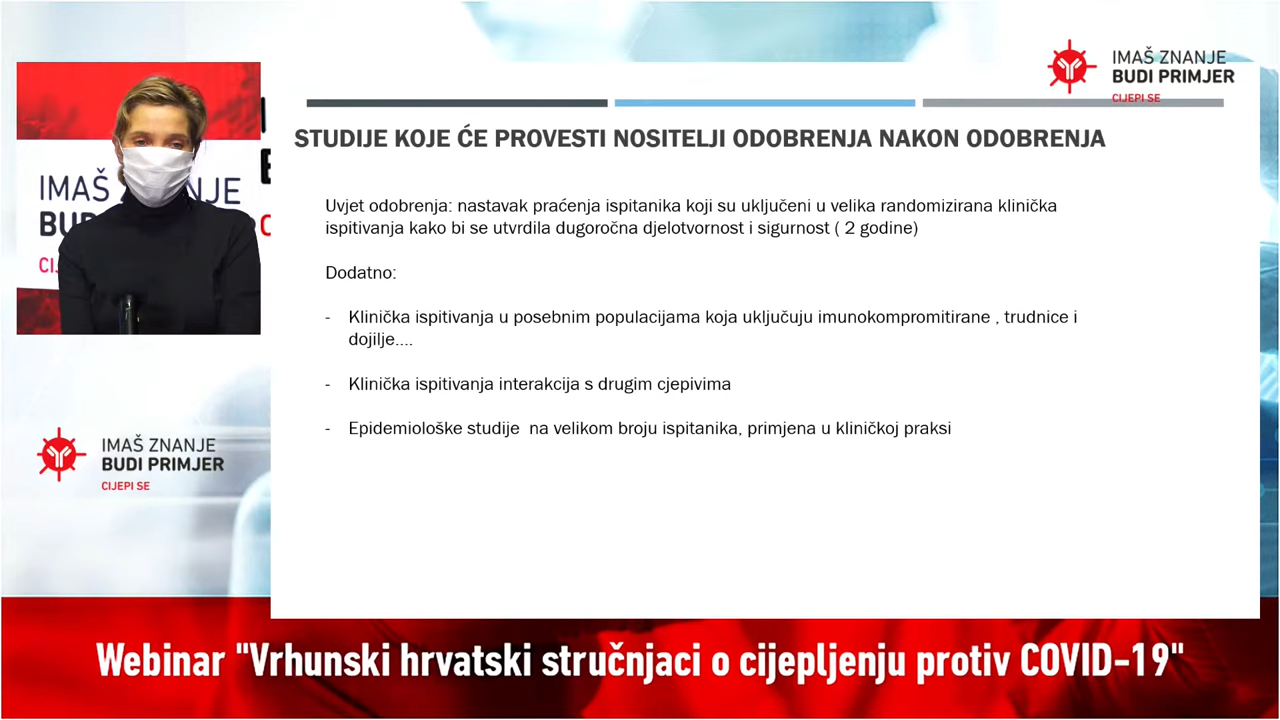 IMAŠ ZNANJE
BUDI PRIMJER
CIJEPI SE
STUDIJE KOJE ĆE PROVESTI NOSITELJI ODOBRENJA NAKON ODOBRENJA
Uvjet odobrenja: nastavak praćenja ispitanika koji su uključeni u velika randomizirana klinička
ispitivanja kako bi se utvrdila dugoročna djelotvornost i sigurnost ( 2 godine)
Dodatno:
- Klinička ispitivanja u posebnim populacijama koja uključuju imunokompromitirane , trudnice i
dojilje....
- Klinička ispitivanja interakcija s drugim cjepivima
- Epidemiološke studije na velikom broju ispitanika, primjena u kliničkoj praksi
IMAŠ ZNANJE
BUDI PRIMJER
CIJEPI SE
Webinar "Vrhunski hrvatski stručnjaci o cijepljenju protiv COVID-19"